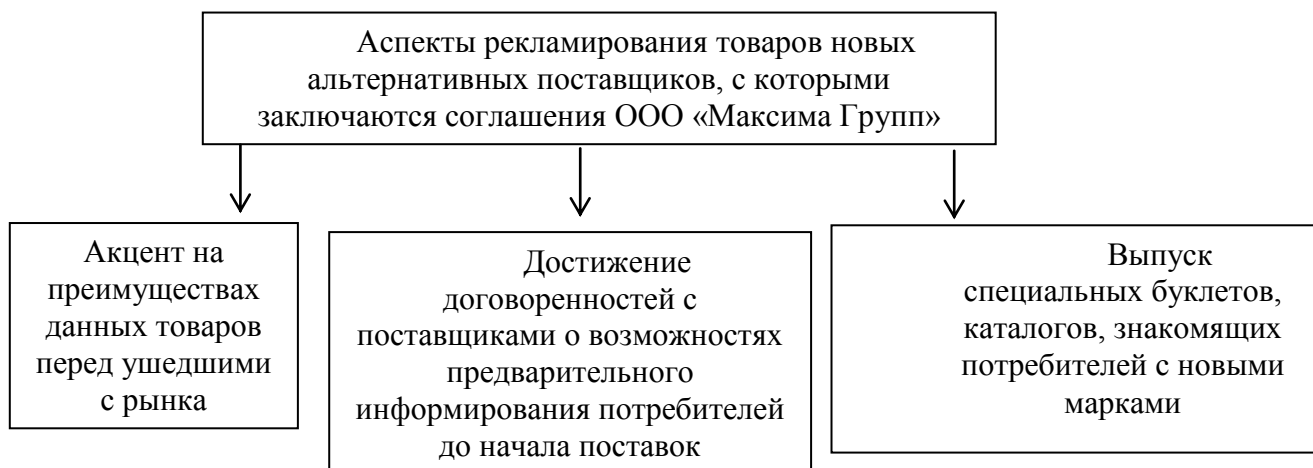 Аспекты рекламирования товаров новых
альтернативных поставщиков, с которыми
заключаются соглашения ООО «Максима Групп»
Акцент на
преимуществах
данных товаров
перед ушедшими
с рынка
Достижение
договоренностей с
поставщиками о возможностях
предварительного
информирования потребителей
до начала поставок
Выпуск
специальных буклетов,
каталогов, знакомящих
потребителей с новыми
марками